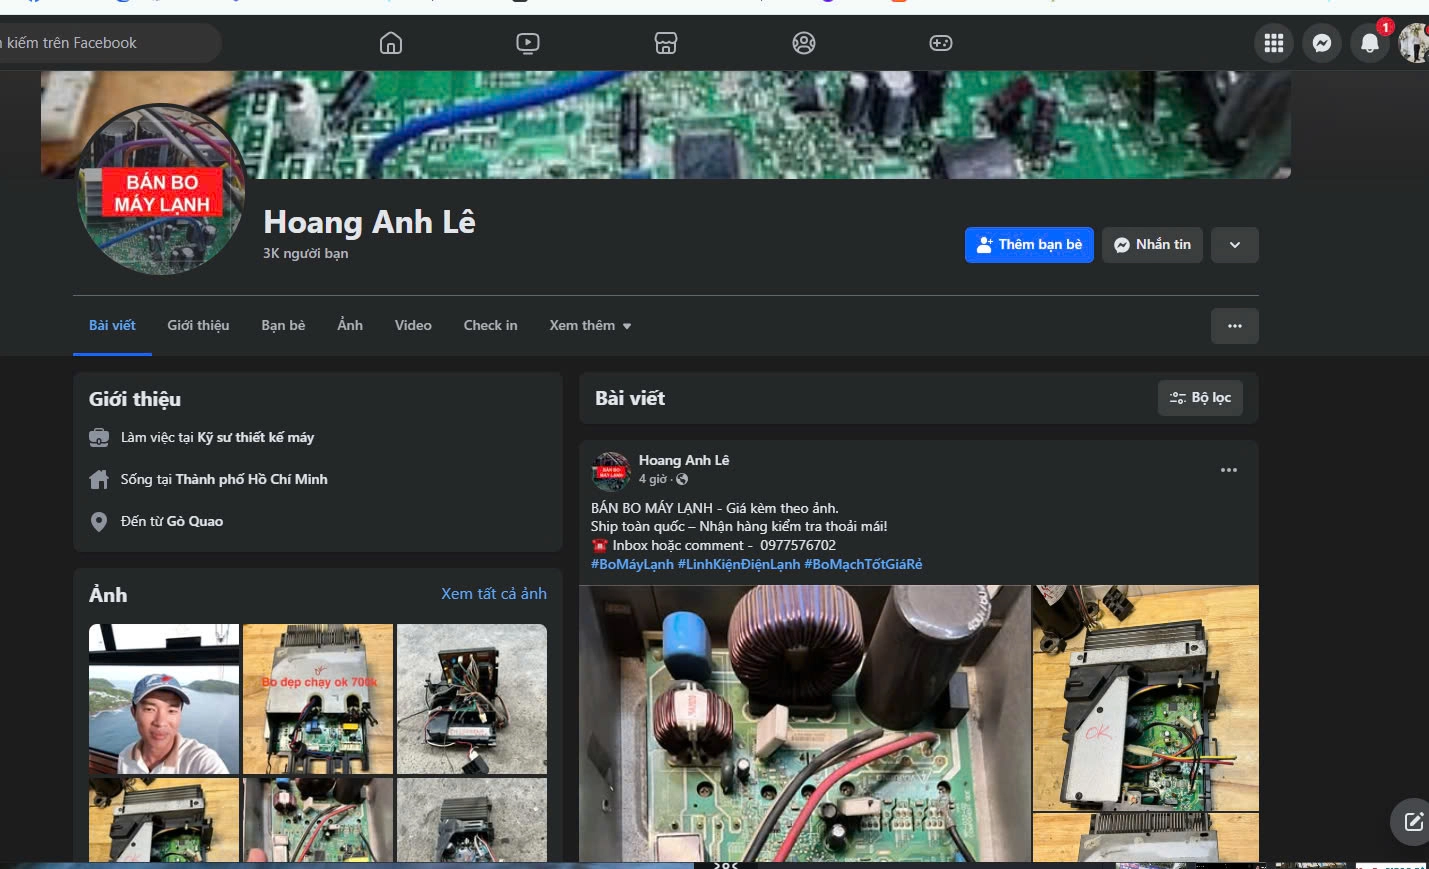 kiếm trên Facebook
1
BÁN BO
MÁY LẠNH
Hoang Anh Lê
3K người bạn
Thêm bạn bè
Nhắn tin
Bài viết
Giới thiệu
Bạn bè
Ảnh
Video
Check in
Xem thêm
Giới thiệu
Làm việc tại Kỹ sư thiết kế máy
Sống tại Thành phố Hồ Chí Minh
Đến từ Gò Quao
Ảnh
Xem tất cả ảnh
Bo đẹp chạy ok 700k
Bài viết
Bộ lọc
BÁN BO
MÁY LẠNH
Hoang Anh Lê
4 giờ ·
BÁN BO MÁY LẠNH - Giá kèm theo ảnh.
Ship toàn quốc – Nhận hàng kiểm tra thoải mái!
☎️ Inbox hoặc comment - 0977576702
#BoMáyLạnh #LinhKiệnĐiệnLạnh #BoMạchTốtGiáRẻ
OK